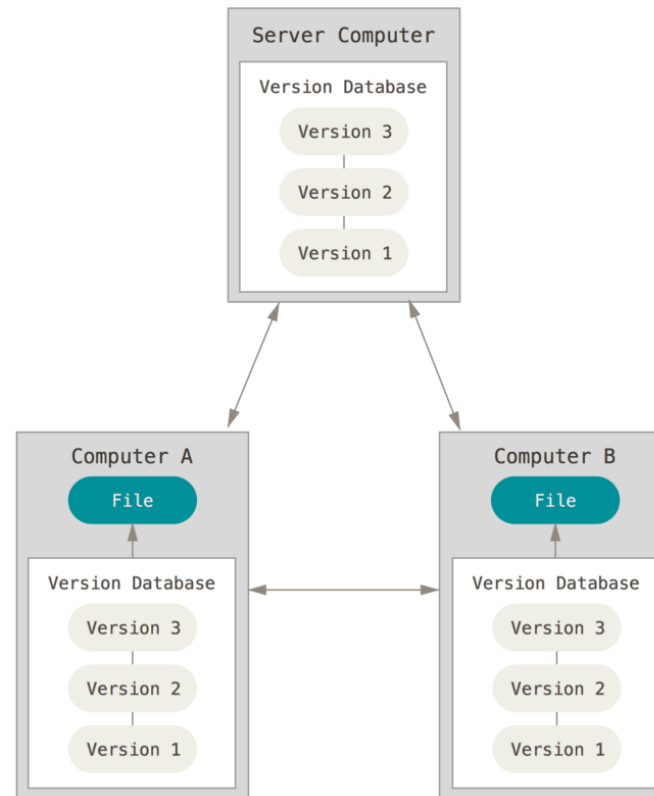 Server Computer
Version Database
Version 3
Version 2
Version 1
Computer A
File
Version Database
Version 3
Version 2
Version 1
Computer B
File
Version Database
Version 3
Version 2
Version 1